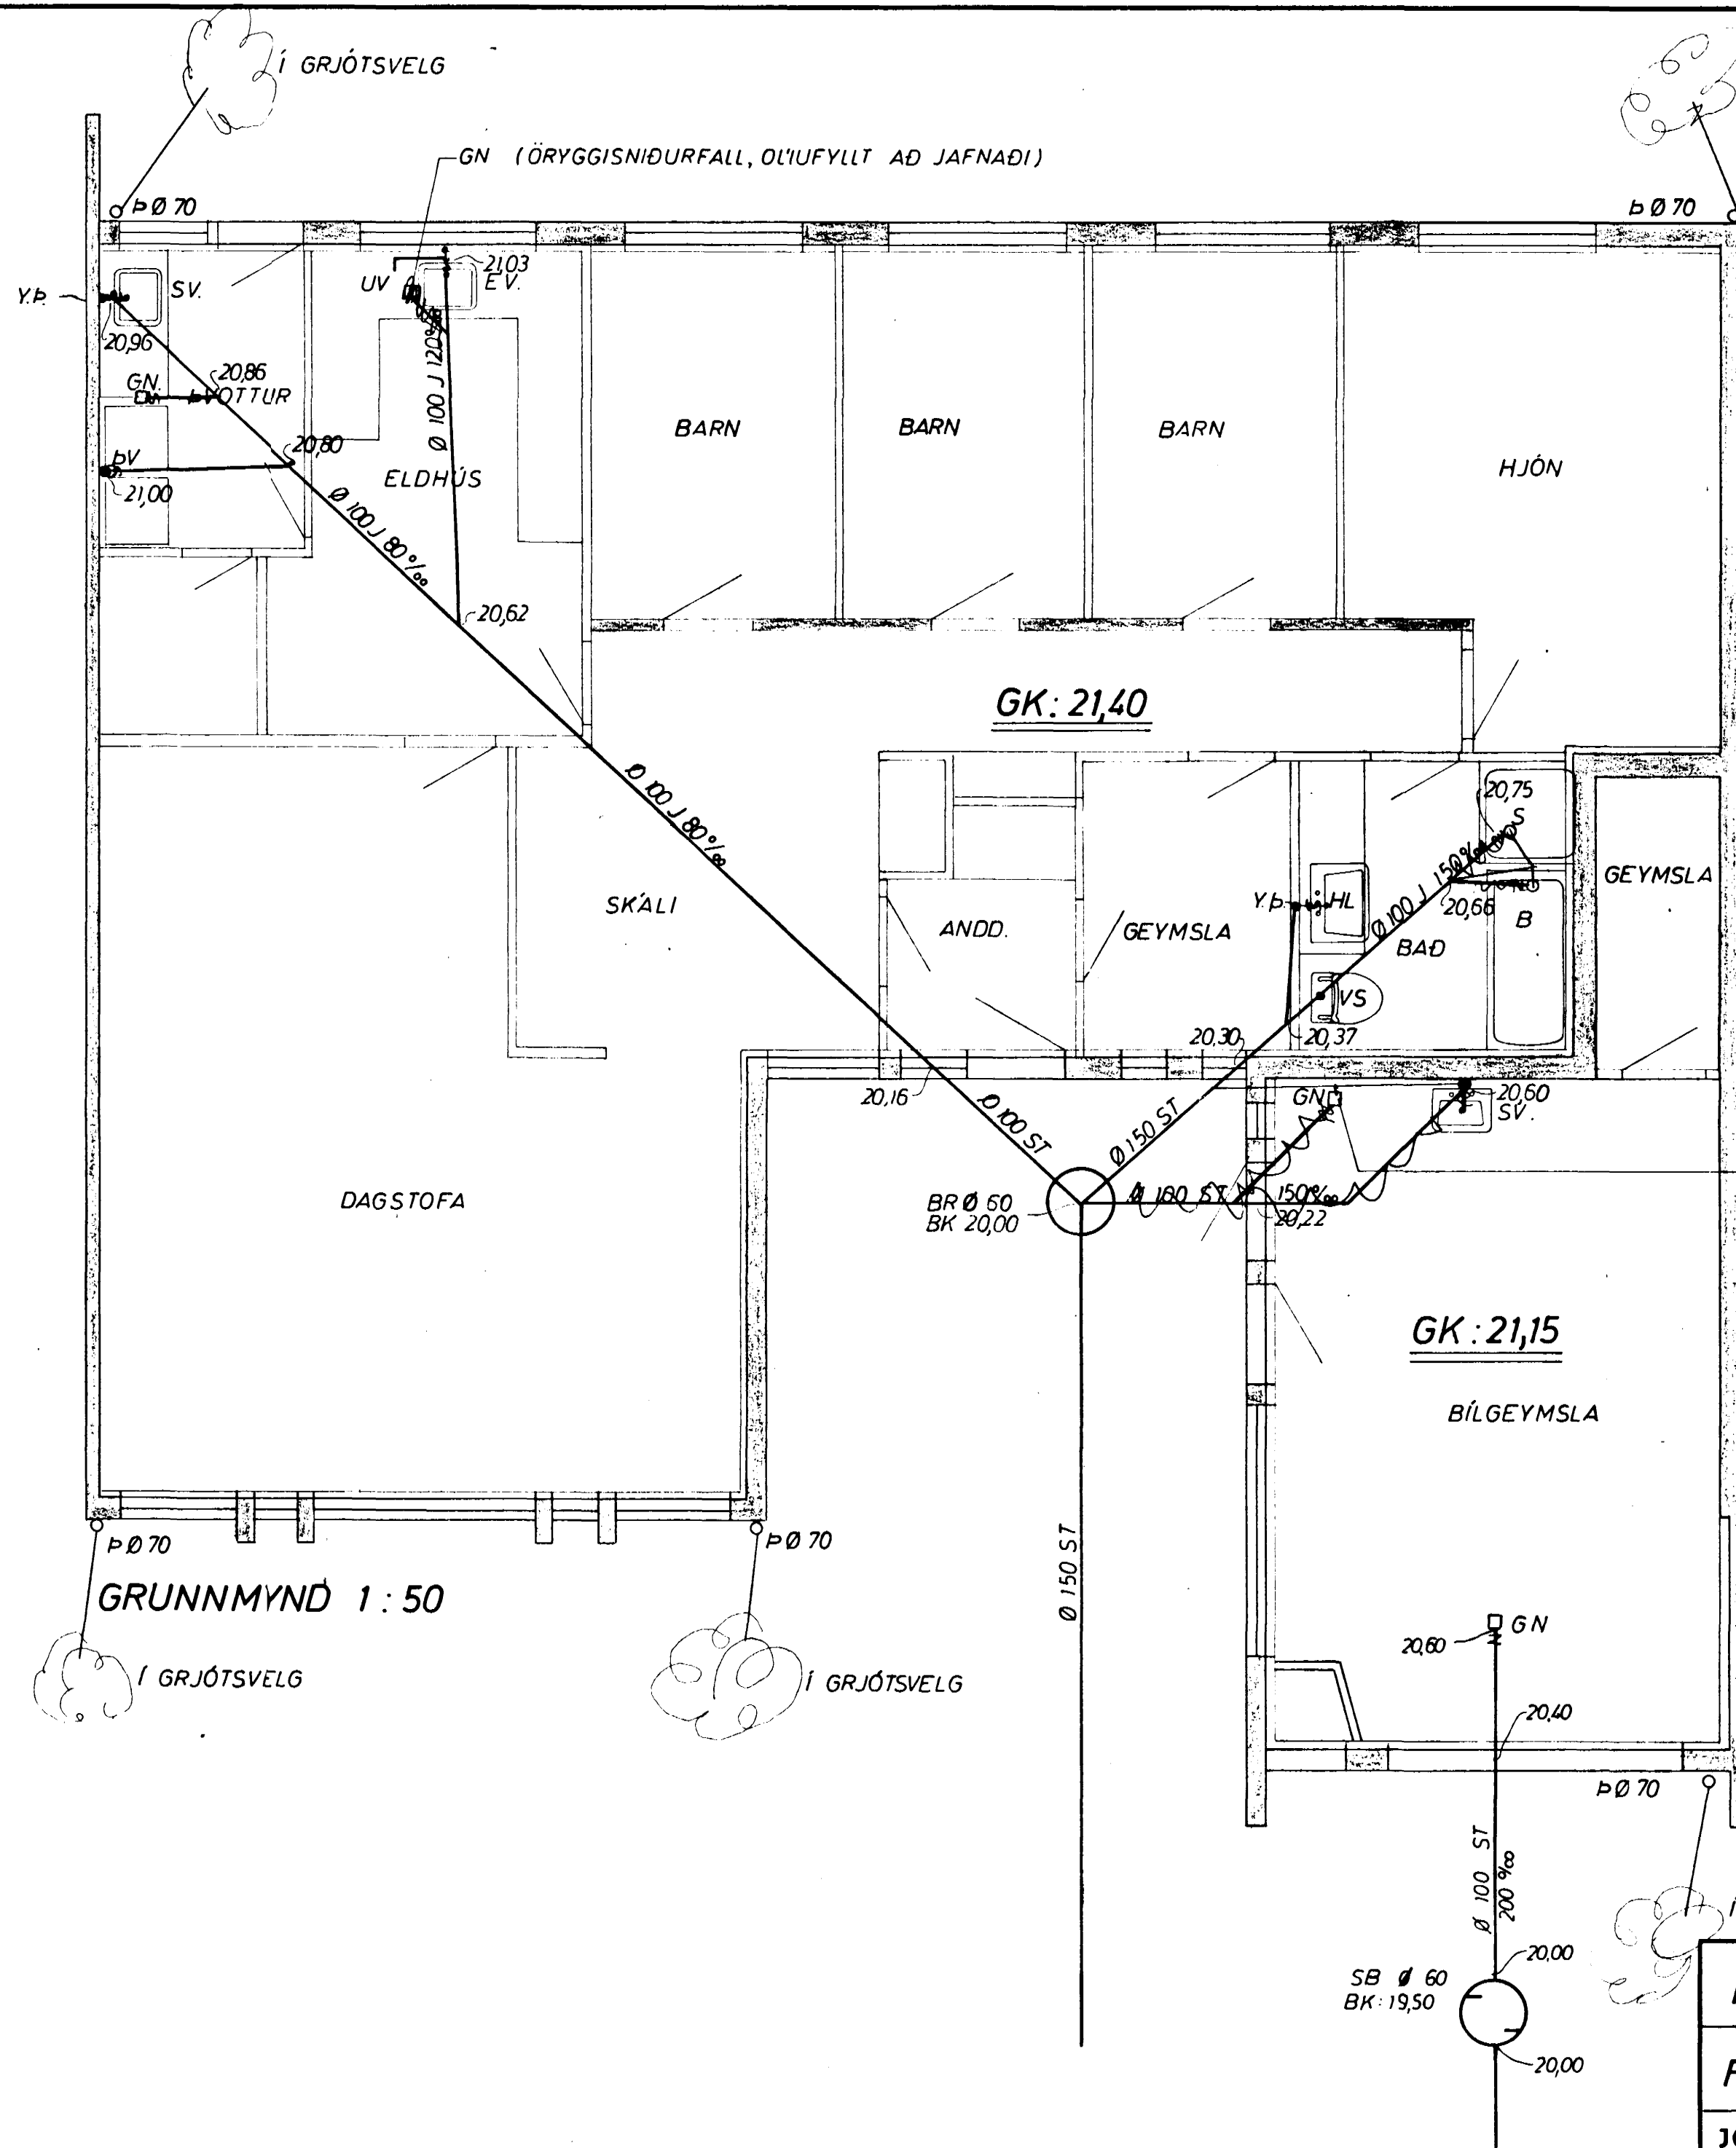 Í GRJÓTSVELG
GN (ÖRYGGISNIÐURFALL, OLÍUFYLLT AÐ JAFNAÐI)
ÞØ 70
ÞØ 70
Y.Þ.
SV.
20,96
UV
21,03
E.V.
GN.
20,86
ÞVOTTUR
ÞV
21,00
20,80
Ø 100 J 120‰
ELDHÚS
Ø 100 J 80‰
20,62
BARN
BARN
BARN
HJÓN
GK: 21,40
Ø 100 J 80‰
SKÁLI
ANDD.
GEYMSLA
Y.Þ.
HL
Ø 100 J 150‰
20,75
S
20,66
B
BAÐ
VS
GEYMSLA
20,30
20,37
20,16
Ø 100 ST
Ø 150 ST
GN
20,60
SV.
DAGSTOFA
BR Ø 60
BK 20,00
Ø 100 ST
150‰
20,22
GK: 21,15
BÍLGEYMSLA
ÞØ 70
ÞØ 70
GRUNNMYND 1:50
Ø 150 ST
Í GRJÓTSVELG
Í GRJÓTSVELG
GN
20,60
20,40
ÞØ 70
Ø 100 ST
200‰
SB Ø 60
BK: 19,50
20,00
20,00